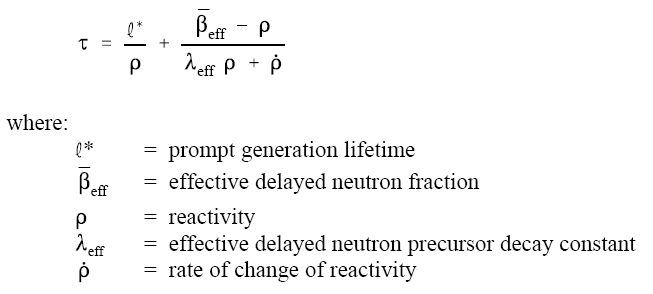 τ = ℓ* / ρ + (β̄eff − ρ) / (λeff ρ + ρ̇)
where:
ℓ* = prompt generation lifetime
β̄eff = effective delayed neutron fraction
ρ = reactivity
λeff = effective delayed neutron precursor decay constant
ρ̇ = rate of change of reactivity